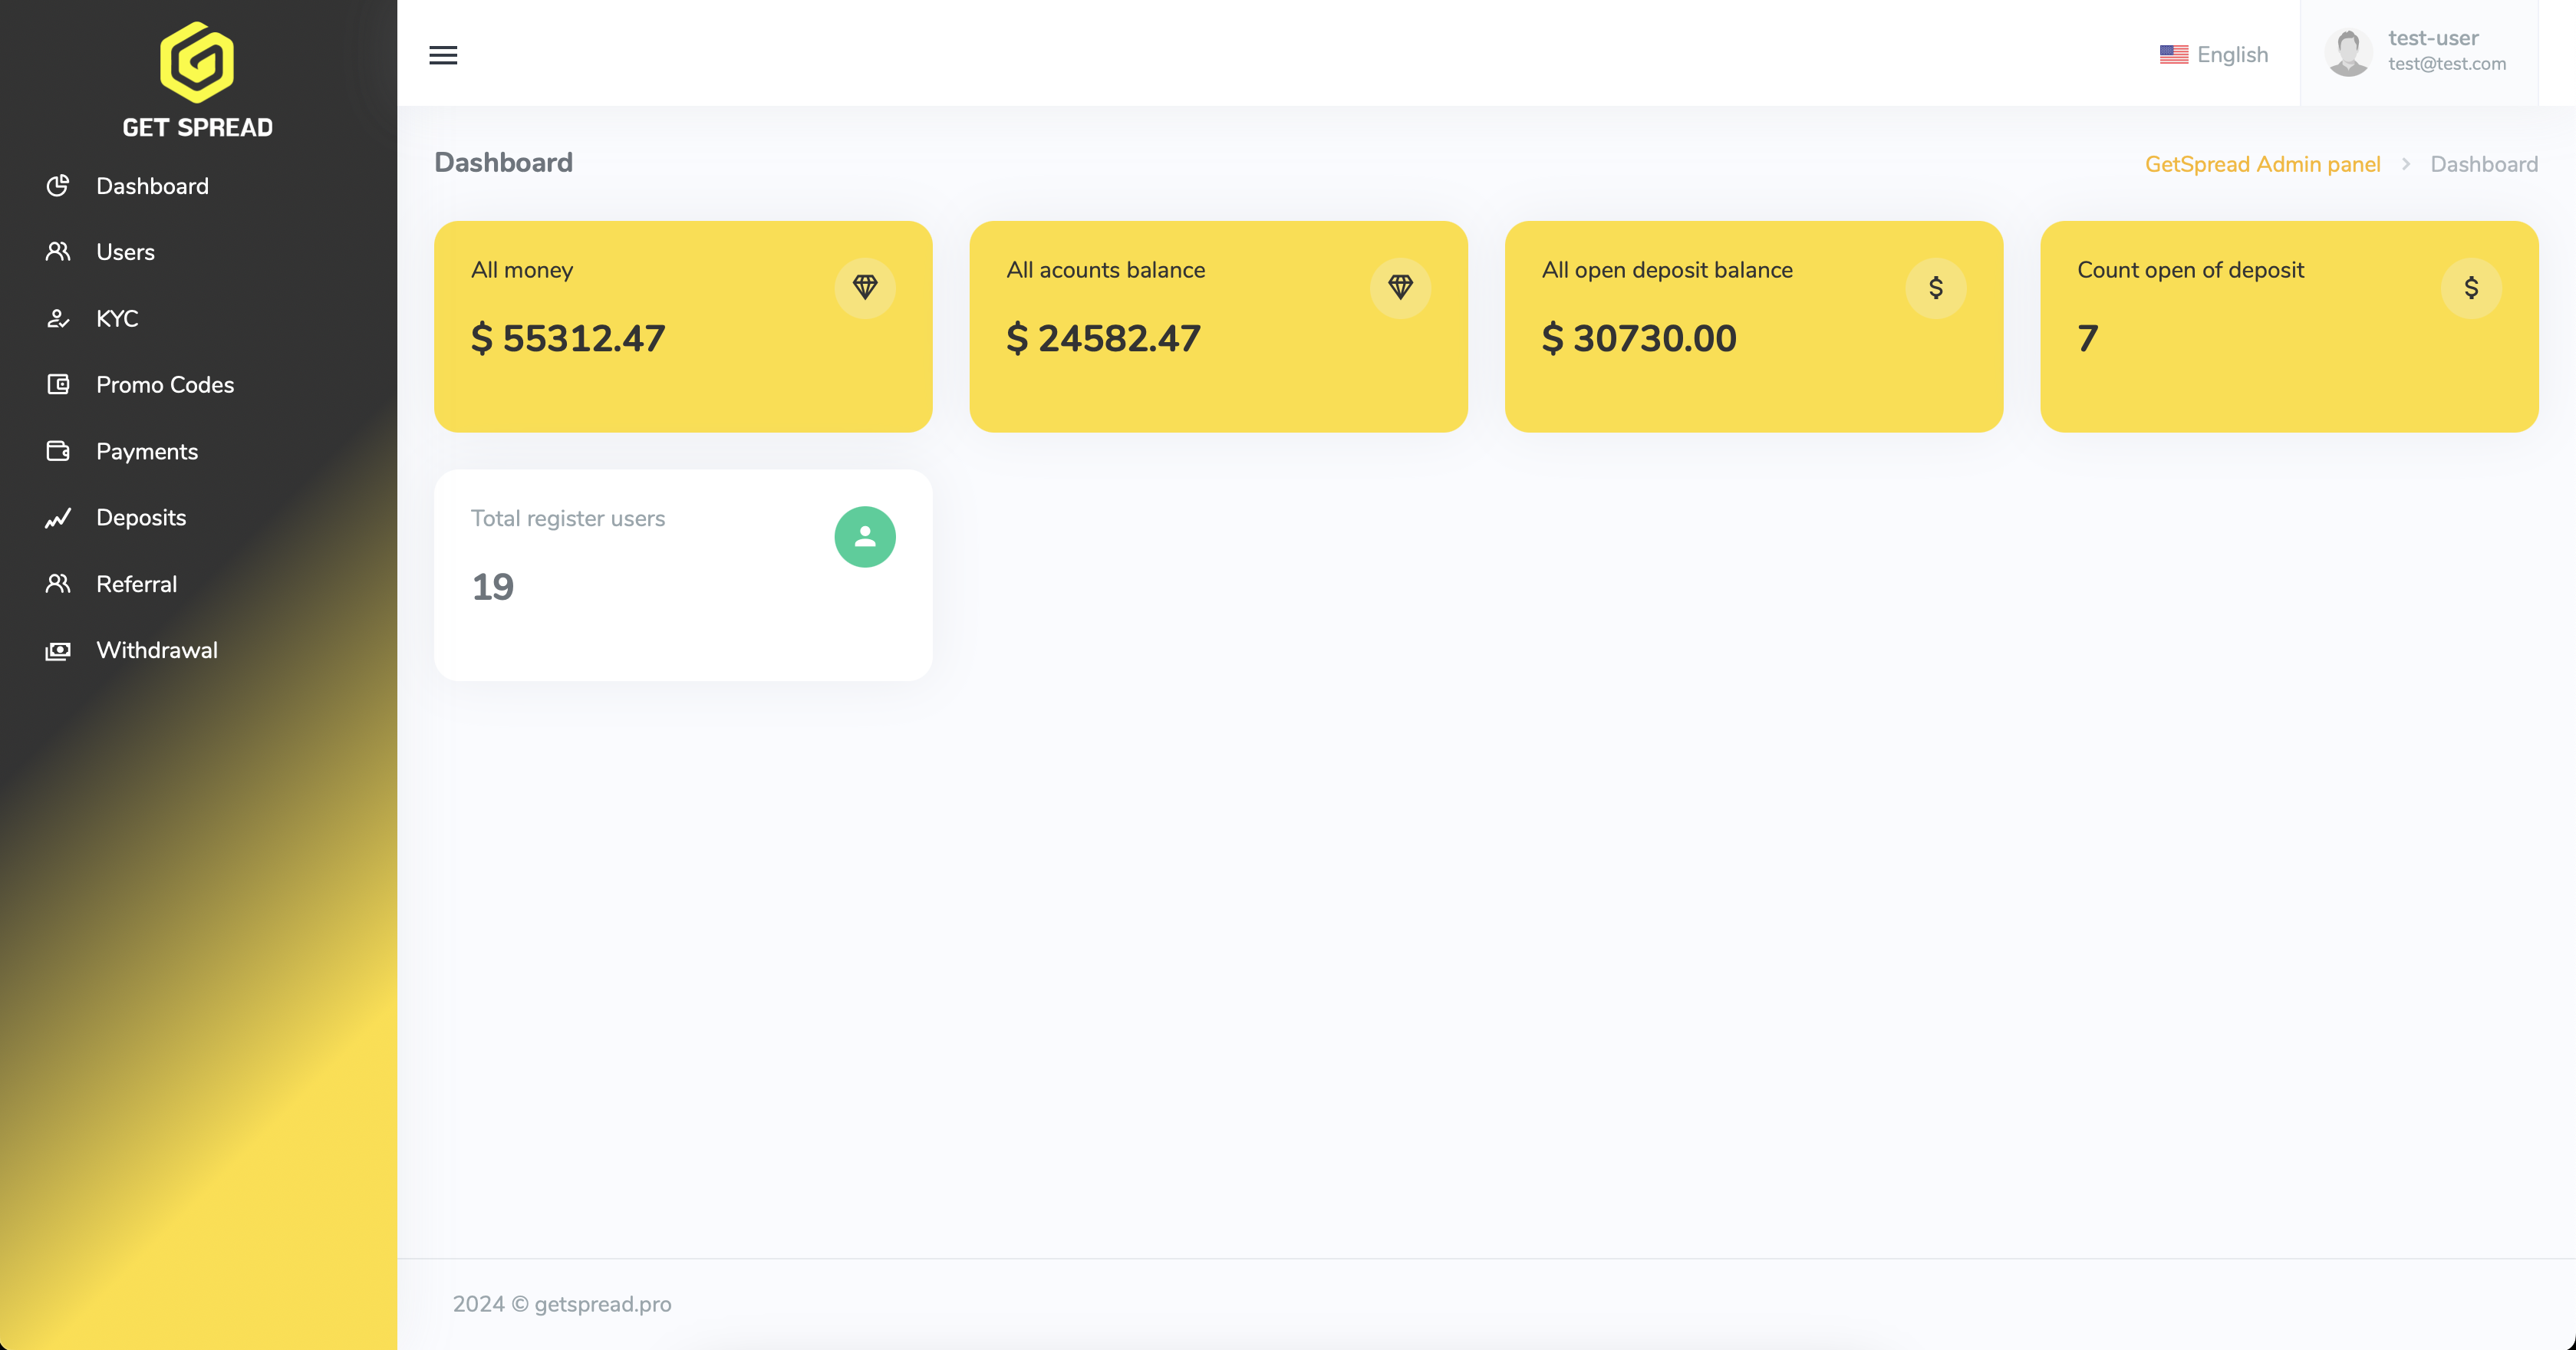 GET SPREAD
Dashboard
Users
KYC
Promo Codes
Payments
Deposits
Referral
Withdrawal
English
test-user
test@test.com
Dashboard
GetSpread Admin panel > Dashboard
All money
$ 55312.47
All acounts balance
$ 24582.47
All open deposit balance
$ 30730.00
$
Count open of deposit
7
$
Total register users
19
2024 © getspread.pro